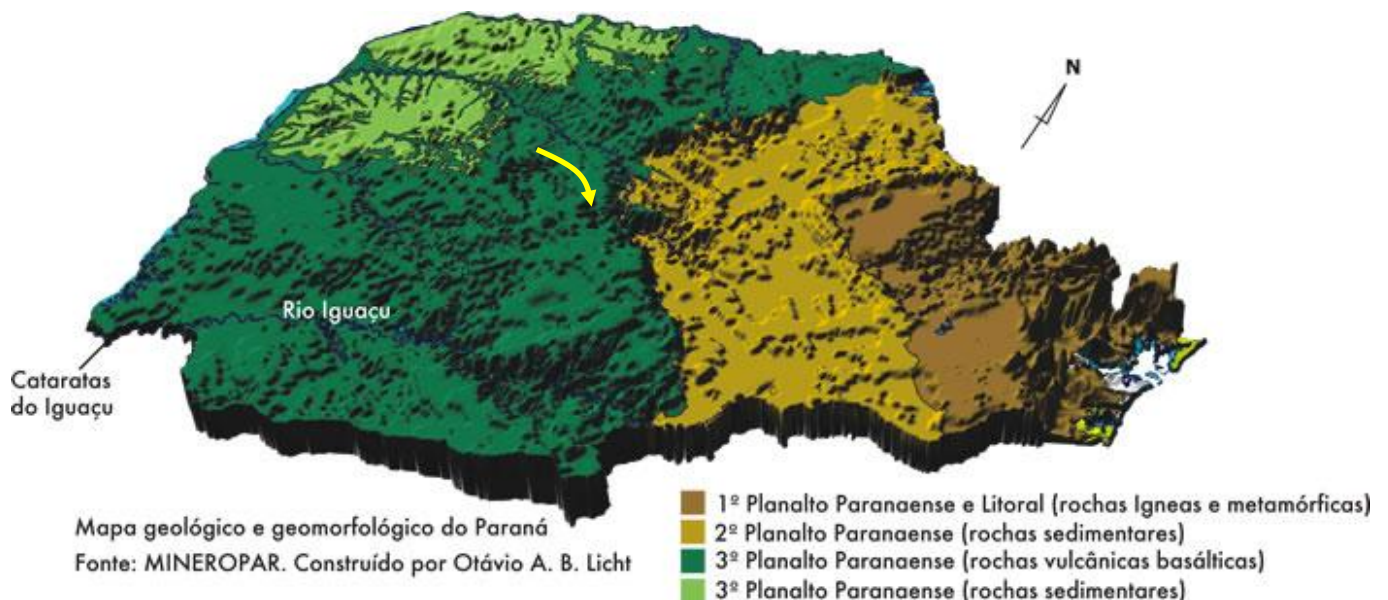 N
Rio Iguaçu
Cataratas
do Iguaçu
Mapa geológico e geomorfológico do Paraná
Fonte: MINEROPAR. Construído por Otávio A. B. Licht
1º Planalto Paranaense e Litoral (rochas Igneas e metamórficas)
2º Planalto Paranaense (rochas sedimentares)
3º Planalto Paranaense (rochas vulcânicas basálticas)
3º Planalto Paranaense (rochas sedimentares)